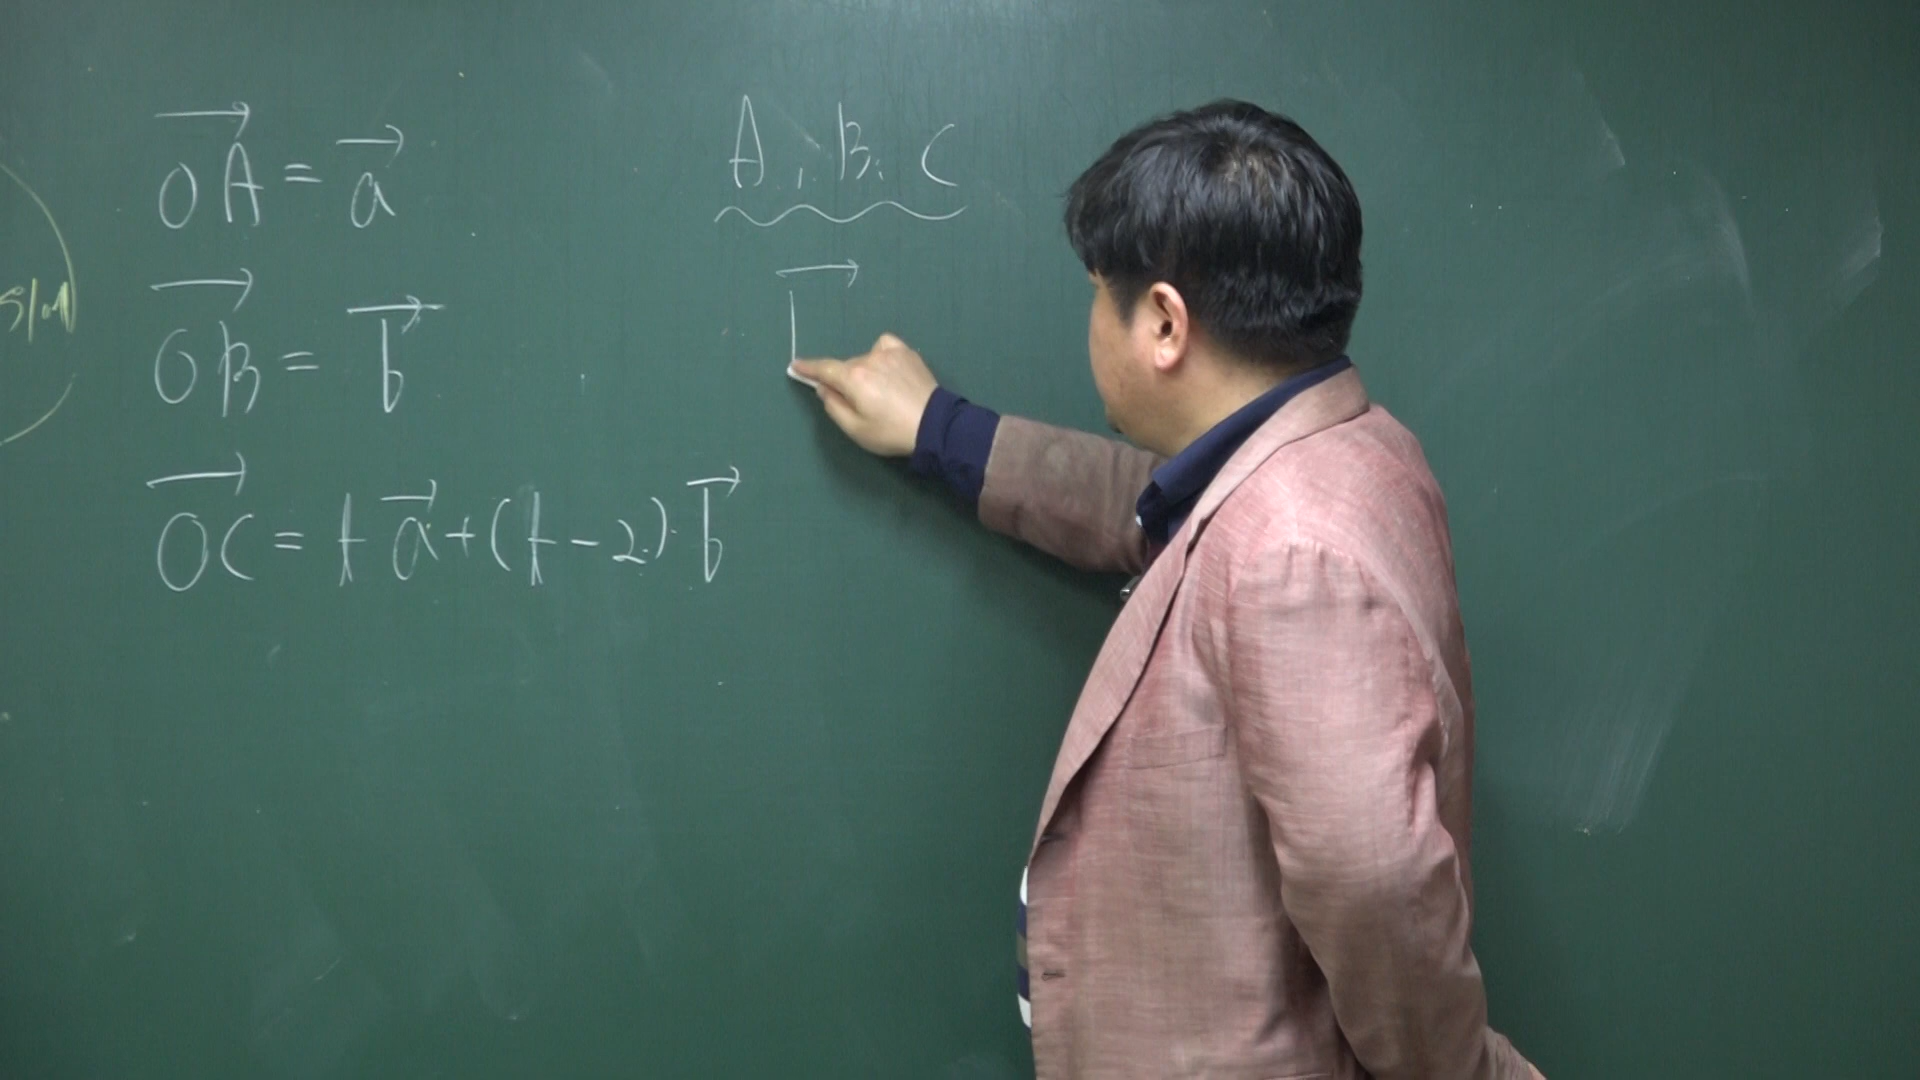 →OA = →a
→OB = →b
→OC = t→a + (t - 2)·→b
A, B, C